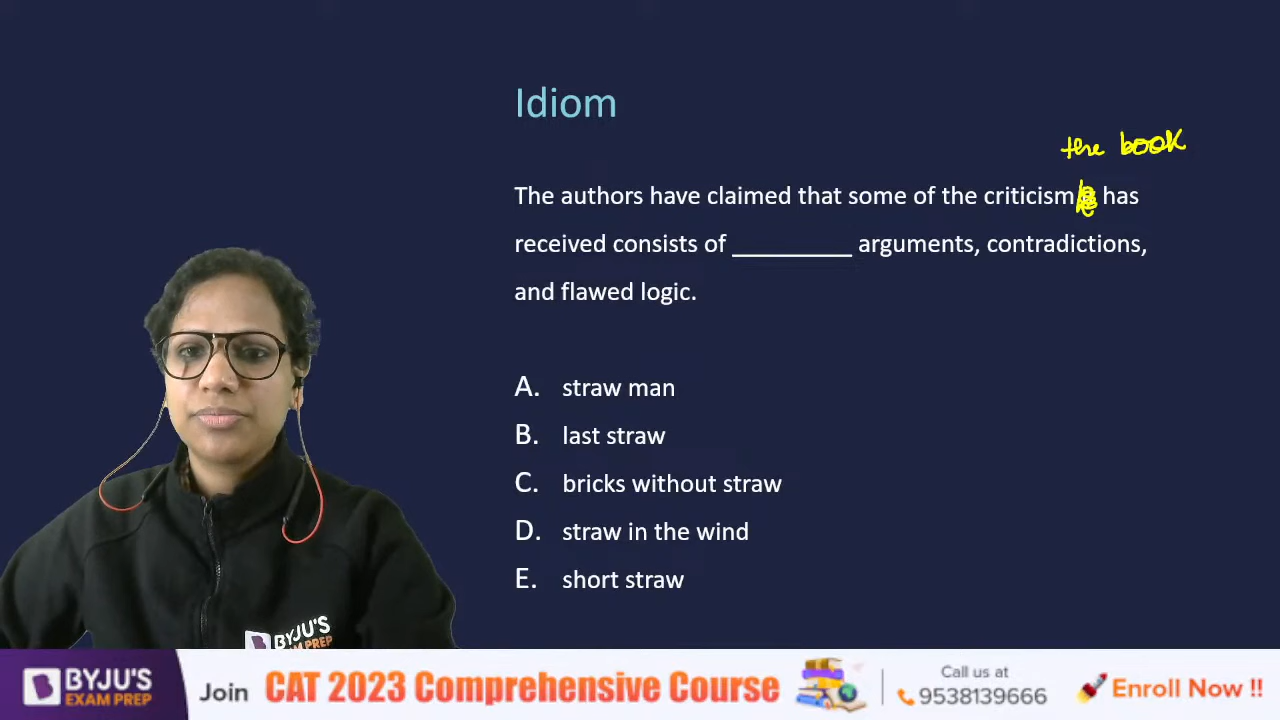 Idiom
the book
The authors have claimed that some of the criticism has
received consists of __________ arguments, contradictions,
and flawed logic.
A. straw man
B. last straw
C. bricks without straw
D. straw in the wind
E. short straw
BYJU'S
EXAM PREP
BYJU'S
EXAM PREP
Join CAT 2023 Comprehensive Course
Call us at
9538139666
Enroll Now !!